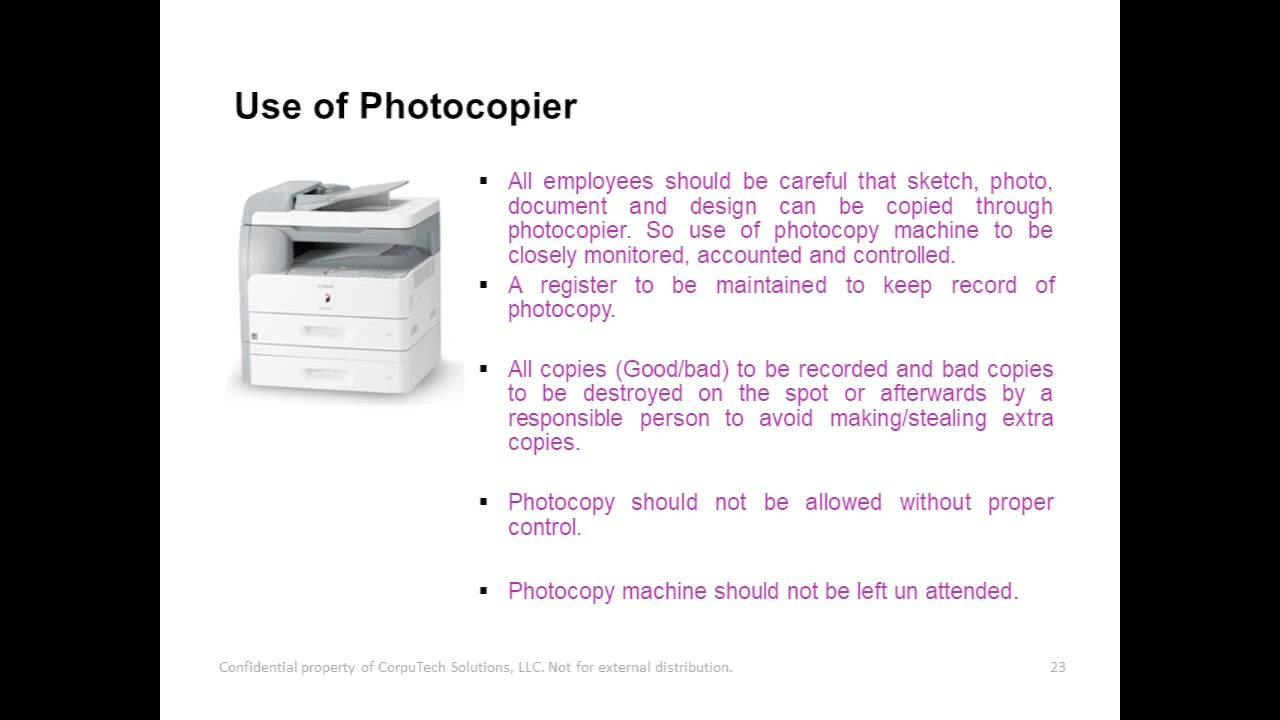 Use of Photocopier
Canon
▪ All employees should be careful that sketch, photo,
document and design can be copied through
photocopier. So use of photocopy machine to be
closely monitored, accounted and controlled.
▪ A register to be maintained to keep record of
photocopy.
▪ All copies (Good/bad) to be recorded and bad copies
to be destroyed on the spot or afterwards by a
responsible person to avoid making/stealing extra
copies.
▪ Photocopy should not be allowed without proper
control.
▪ Photocopy machine should not be left un attended.
Confidential property of CorpuTech Solutions, LLC. Not for external distribution.
23